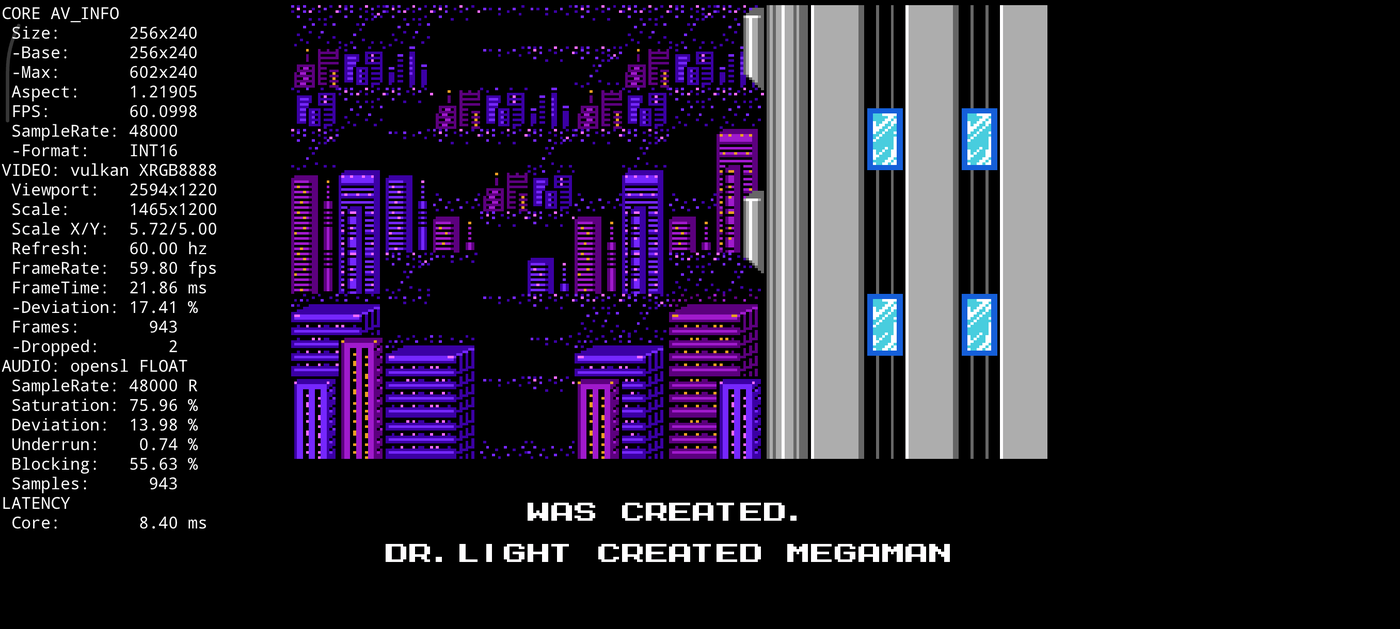 CORE AV_INFO
Size: 256x240
-Base: 256x240
-Max: 602x240
Aspect: 1.21905
FPS: 60.0998
SampleRate: 48000
-Format: INT16
VIDEO: vulkan XRGB8888
Viewport: 2594x1220
Scale: 1465x1200
Scale X/Y: 5.72/5.00
Refresh: 60.00 hz
FrameRate: 59.80 fps
FrameTime: 21.86 ms
-Deviation: 17.41 %
Frames: 943
-Dropped: 2
AUDIO: opensl FLOAT
SampleRate: 48000 R
Saturation: 75.96 %
Deviation: 13.98 %
Underrun: 0.74 %
Blocking: 55.63 %
Samples: 943
LATENCY
Core: 8.40 ms
WAS CREATED.
DR.LIGHT CREATED MEGAMAN